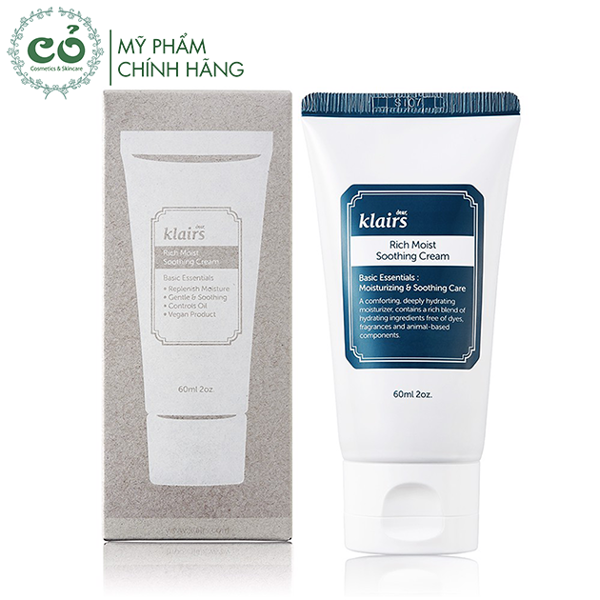 CỎ
Cosmetics & Skincare
MỸ PHẨM
CHÍNH HÃNG
dear,
klairs
Rich Moist
Soothing Cream
Basic Essentials
• Replenish Moisture
• Gentle & Soothing
• Controls Oil
• Vegan Product
60ml 2oz.
S107
dear,
klairs
Rich Moist
Soothing Cream
Basic Essentials :
Moisturizing & Soothing Care
A comforting, deeply hydrating
moisturizer, contains a rich blend of
hydrating ingredients free of dyes,
fragrances and animal-based
components.
60ml 2oz.